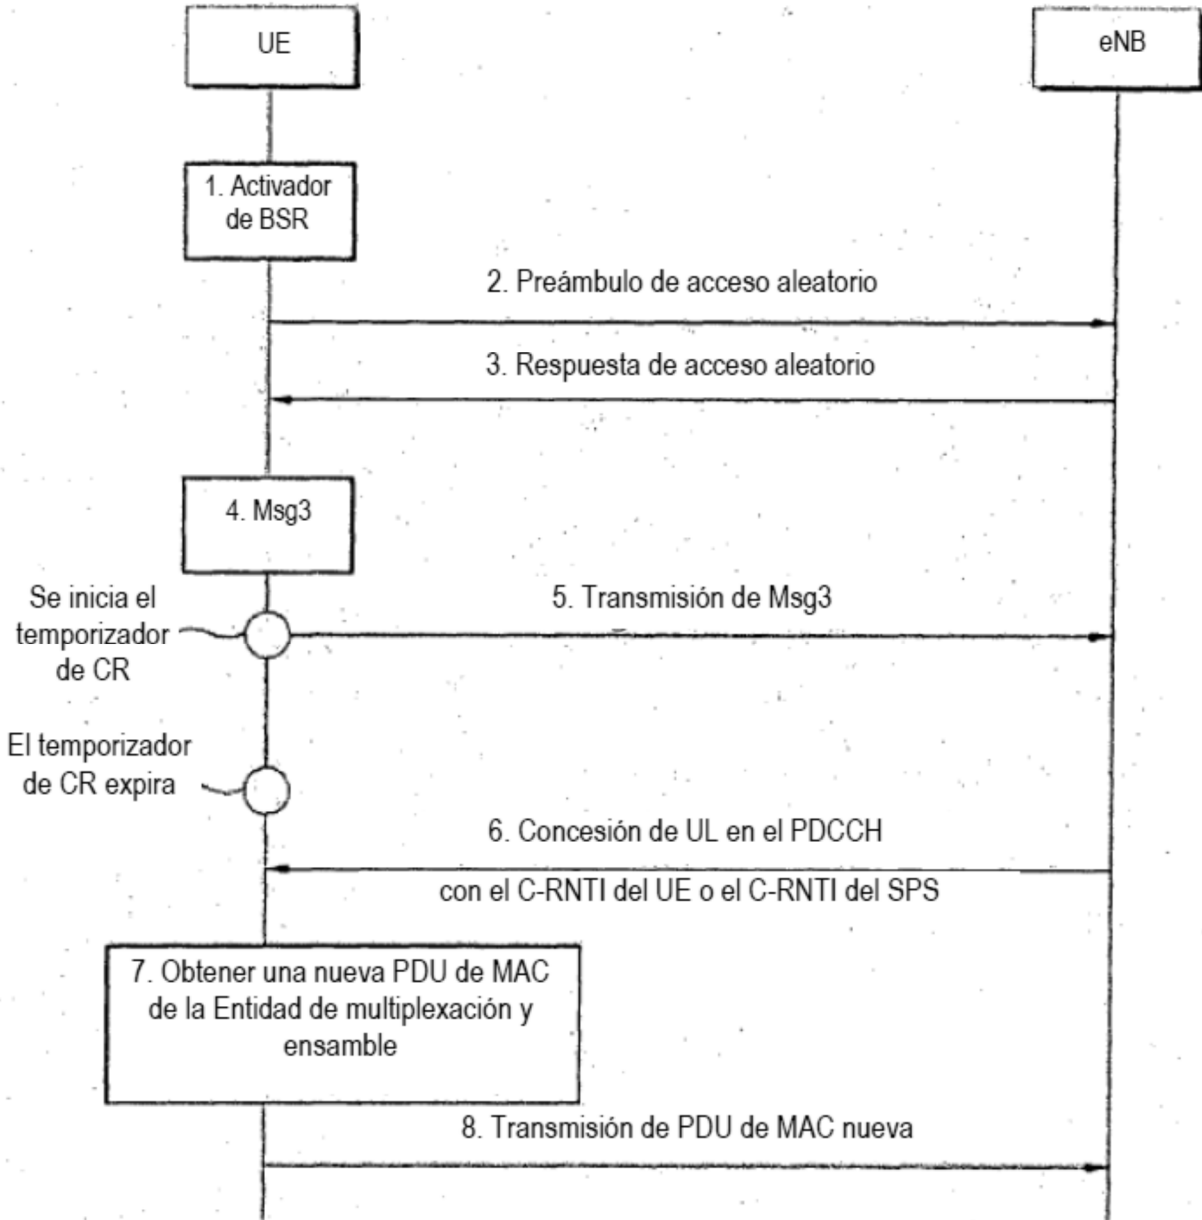 UE
eNB
1. Activador
de BSR
2. Preámbulo de acceso aleatorio
3. Respuesta de acceso aleatorio
4. Msg3
Se inicia el
temporizador
de CR
5. Transmisión de Msg3
El temporizador
de CR expira
6. Concesión de UL en el PDCCH
con el C-RNTI del UE o el C-RNTI del SPS
7. Obtener una nueva PDU de MAC
de la Entidad de multiplexación y
ensamble
8. Transmisión de PDU de MAC nueva